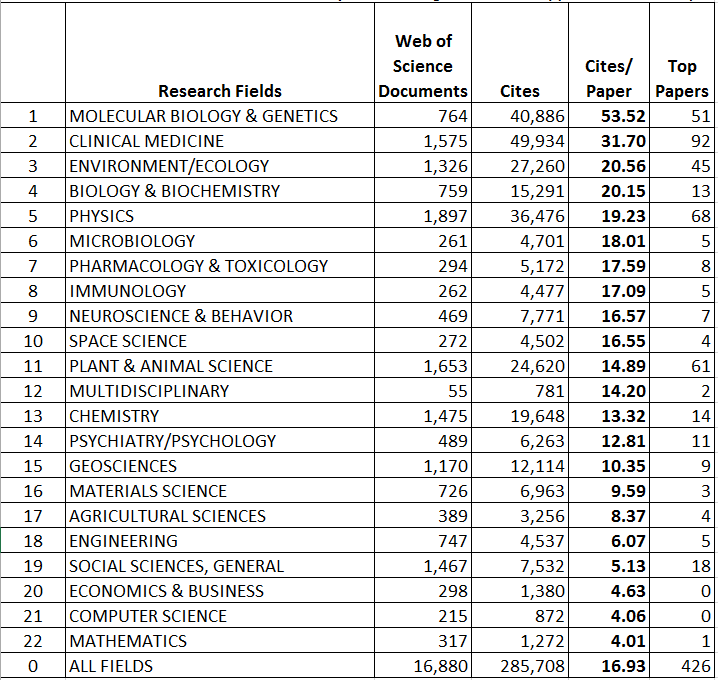 Research Fields Web of Science Documents Cites Cites/ Paper Top Papers
1 MOLECULAR BIOLOGY & GENETICS 764 40,886 53.52 51
2 CLINICAL MEDICINE 1,575 49,934 31.70 92
3 ENVIRONMENT/ECOLOGY 1,326 27,260 20.56 45
4 BIOLOGY & BIOCHEMISTRY 759 15,291 20.15 13
5 PHYSICS 1,897 36,476 19.23 68
6 MICROBIOLOGY 261 4,701 18.01 5
7 PHARMACOLOGY & TOXICOLOGY 294 5,172 17.59 8
8 IMMUNOLOGY 262 4,477 17.09 5
9 NEUROSCIENCE & BEHAVIOR 469 7,771 16.57 7
10 SPACE SCIENCE 272 4,502 16.55 4
11 PLANT & ANIMAL SCIENCE 1,653 24,620 14.89 61
12 MULTIDISCIPLINARY 55 781 14.20 2
13 CHEMISTRY 1,475 19,648 13.32 14
14 PSYCHIATRY/PSYCHOLOGY 489 6,263 12.81 11
15 GEOSCIENCES 1,170 12,114 10.35 9
16 MATERIALS SCIENCE 726 6,963 9.59 3
17 AGRICULTURAL SCIENCES 389 3,256 8.37 4
18 ENGINEERING 747 4,537 6.07 5
19 SOCIAL SCIENCES, GENERAL 1,467 7,532 5.13 18
20 ECONOMICS & BUSINESS 298 1,380 4.63 0
21 COMPUTER SCIENCE 215 872 4.06 0
22 MATHEMATICS 317 1,272 4.01 1
0 ALL FIELDS 16,880 285,708 16.93 426